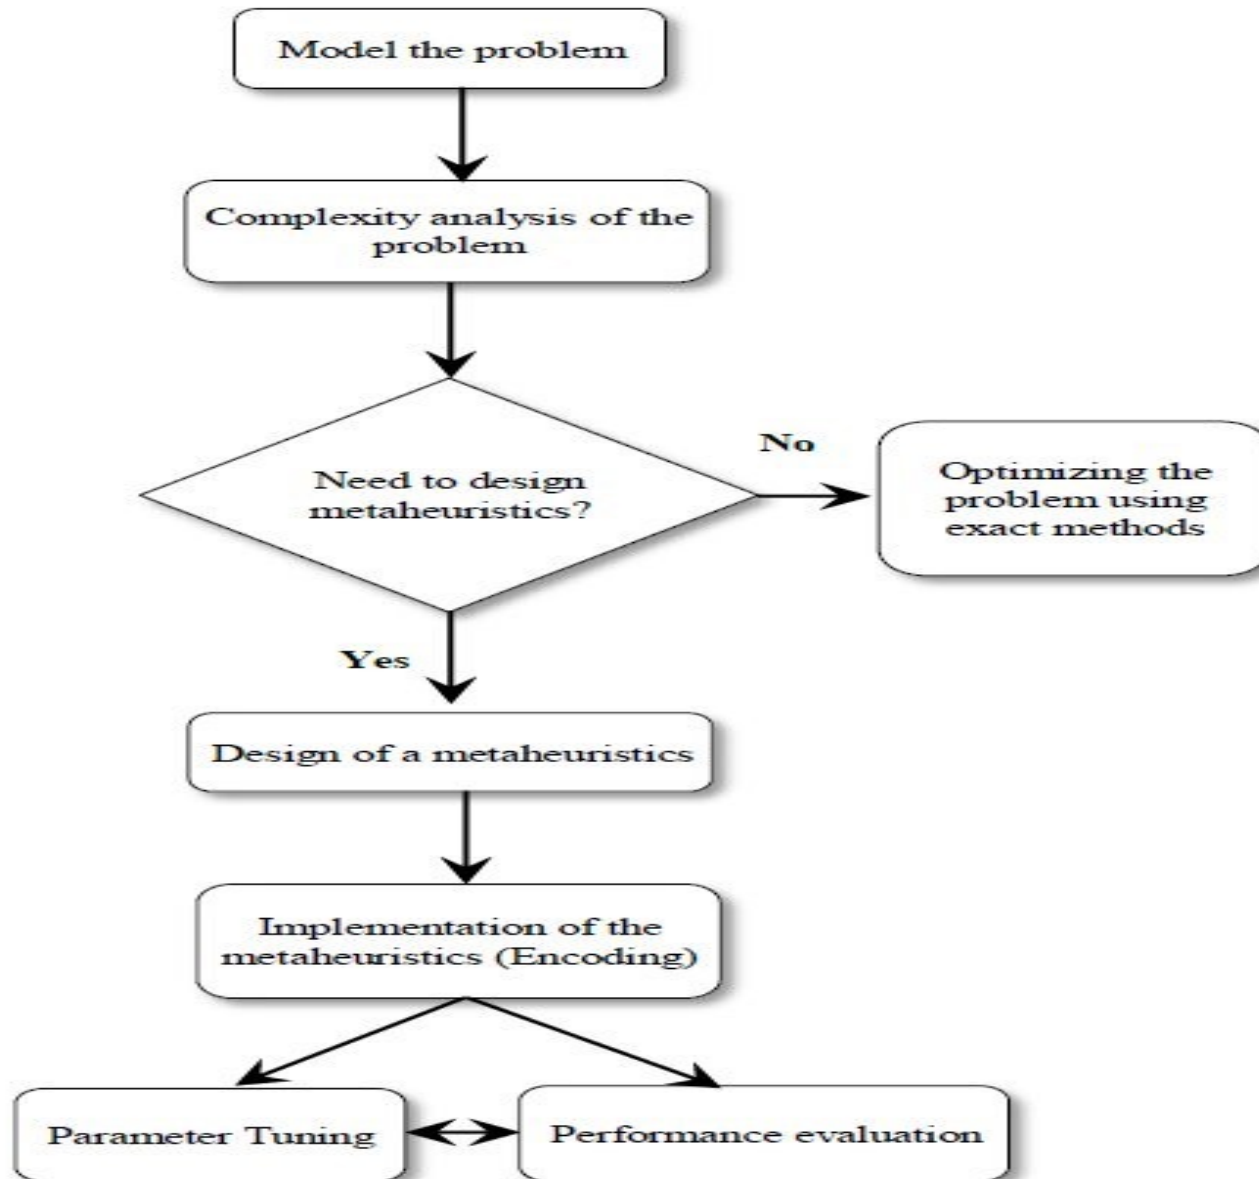 Model the problem
Complexity analysis of the
problem
No
Need to design
metaheuristics?
Optimizing the
problem using
exact methods
Yes
Design of a metaheuristics
Implementation of the
metaheuristics (Encoding)
Parameter Tuning
Performance evaluation